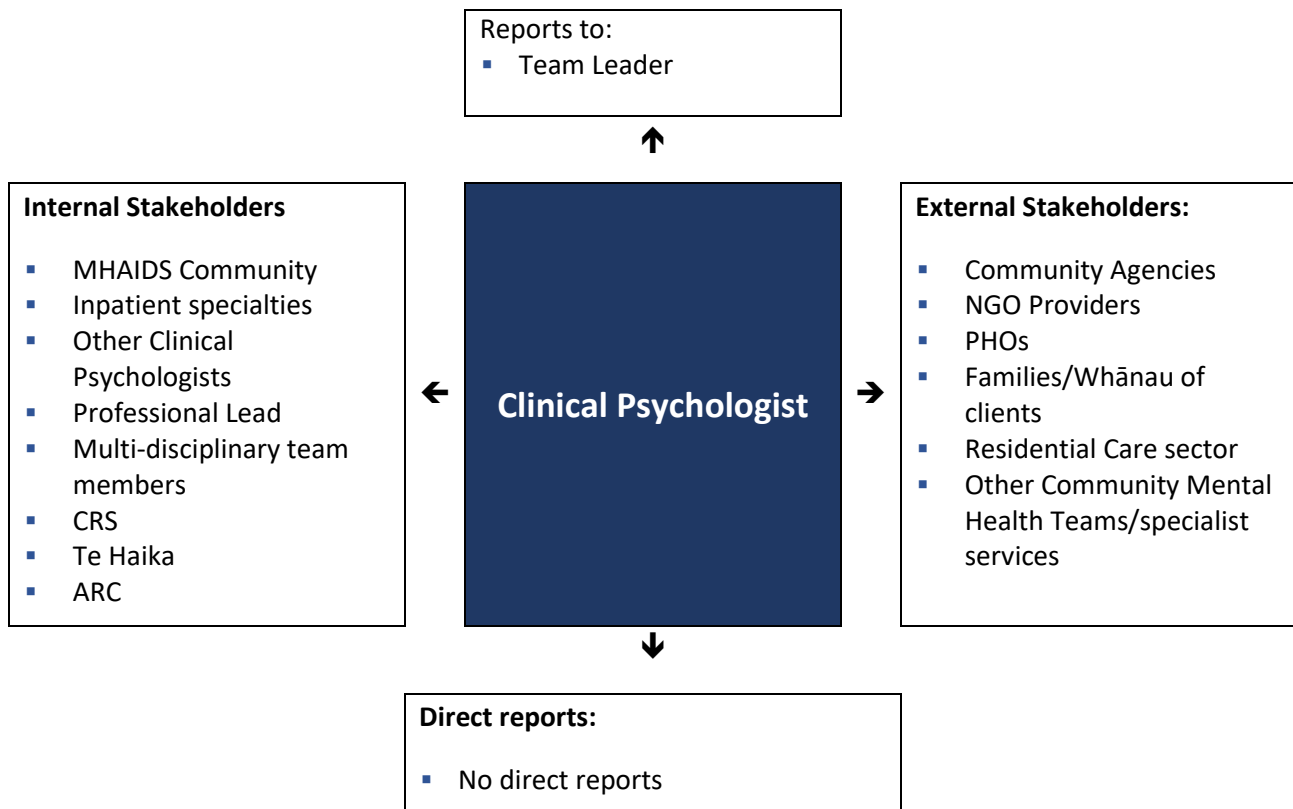 Reports to:
▪ Team Leader
Internal Stakeholders
▪ MHAIDS Community
▪ Inpatient specialties
▪ Other Clinical
Psychologists
▪ Professional Lead
▪ Multi-disciplinary team
members
▪ CRS
▪ Te Haika
▪ ARC
Clinical Psychologist
External Stakeholders:
▪ Community Agencies
▪ NGO Providers
▪ PHOs
▪ Families/Whānau of
clients
▪ Residential Care sector
▪ Other Community Mental
Health Teams/specialist
services
Direct reports:
▪ No direct reports